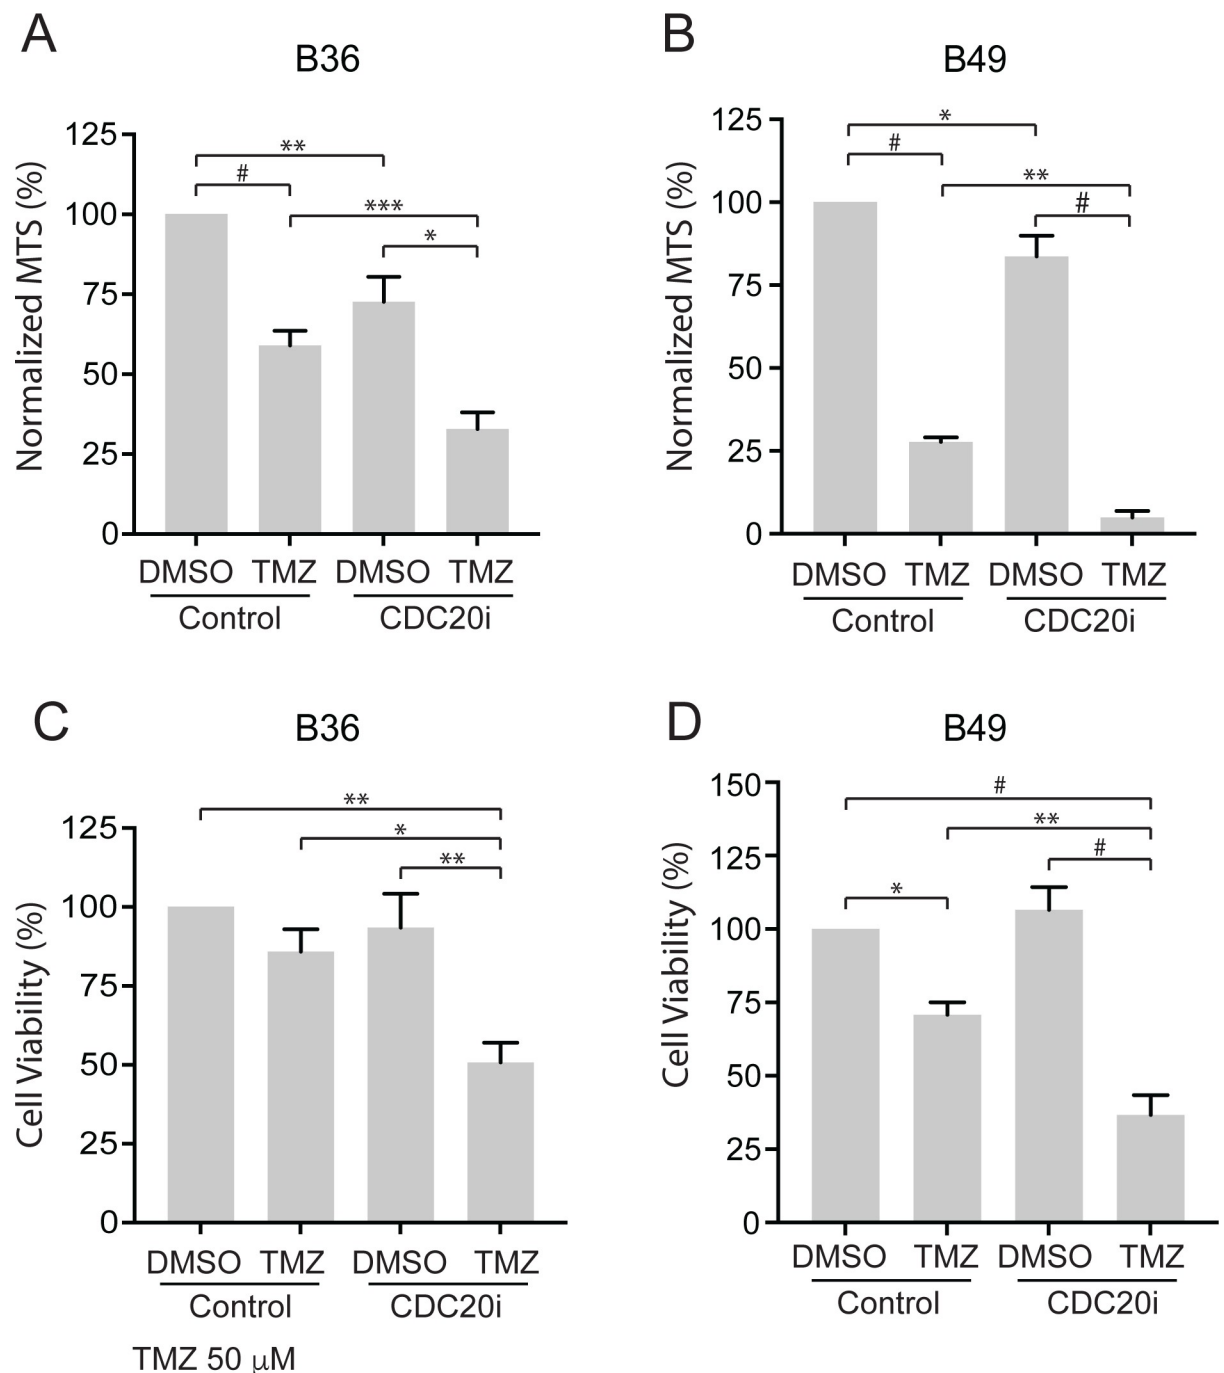 A
B36
Normalized MTS (%)
125
100
75
50
25
0
**
#
***
*
DMSO TMZ DMSO TMZ
Control CDC20i
B
B49
Normalized MTS (%)
125
100
75
50
25
0
*
#
**
#
DMSO TMZ DMSO TMZ
Control CDC20i
C
B36
Cell Viability (%)
125
100
75
50
25
0
**
*
**
DMSO TMZ DMSO TMZ
Control CDC20i
TMZ 50 μM
D
B49
Cell Viability (%)
150
125
100
75
50
25
0
#
**
#
*
DMSO TMZ DMSO TMZ
Control CDC20i